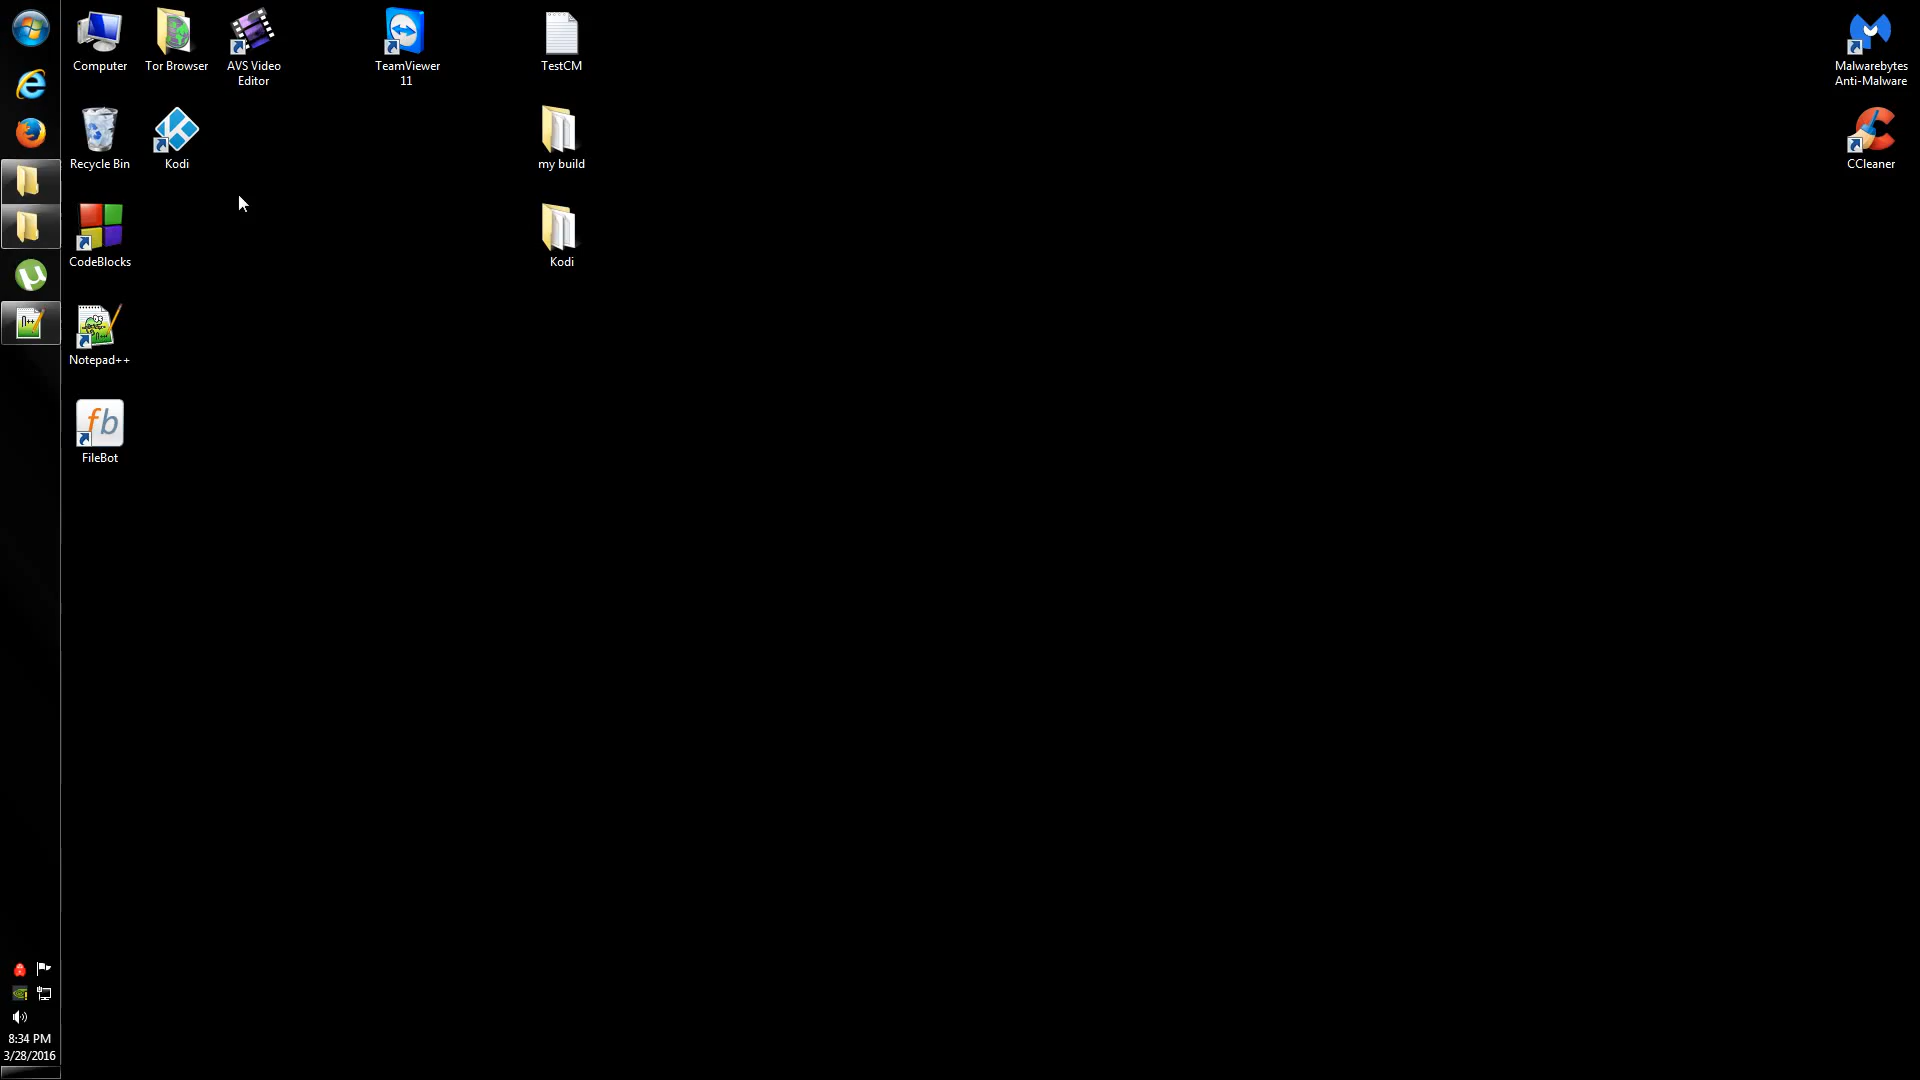 Computer
Tor Browser
AVS Video
Editor
TeamViewer
11
TestCM
Malwarebytes
Anti-Malware
Recycle Bin
Kodi
my build
CCleaner
CodeBlocks
Kodi
Notepad++
fb
FileBot
8:34 PM
3/28/2016